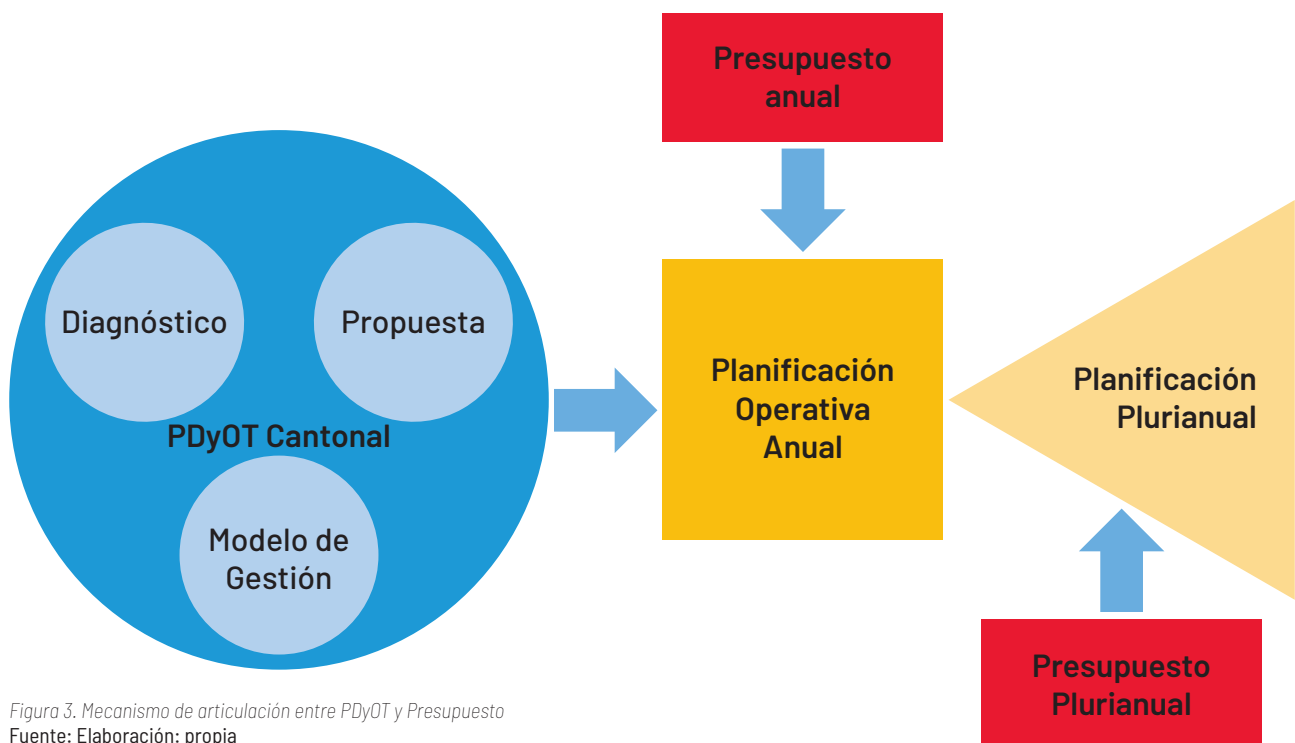 Presupuesto
anual
Diagnóstico
Propuesta
PDyOT Cantonal
Modelo de
Gestión
Planificación
Operativa
Anual
Planificación
Plurianual
Presupuesto
Plurianual
Figura 3. Mecanismo de articulación entre PDyOT y Presupuesto
Fuente: Elaboración: propia